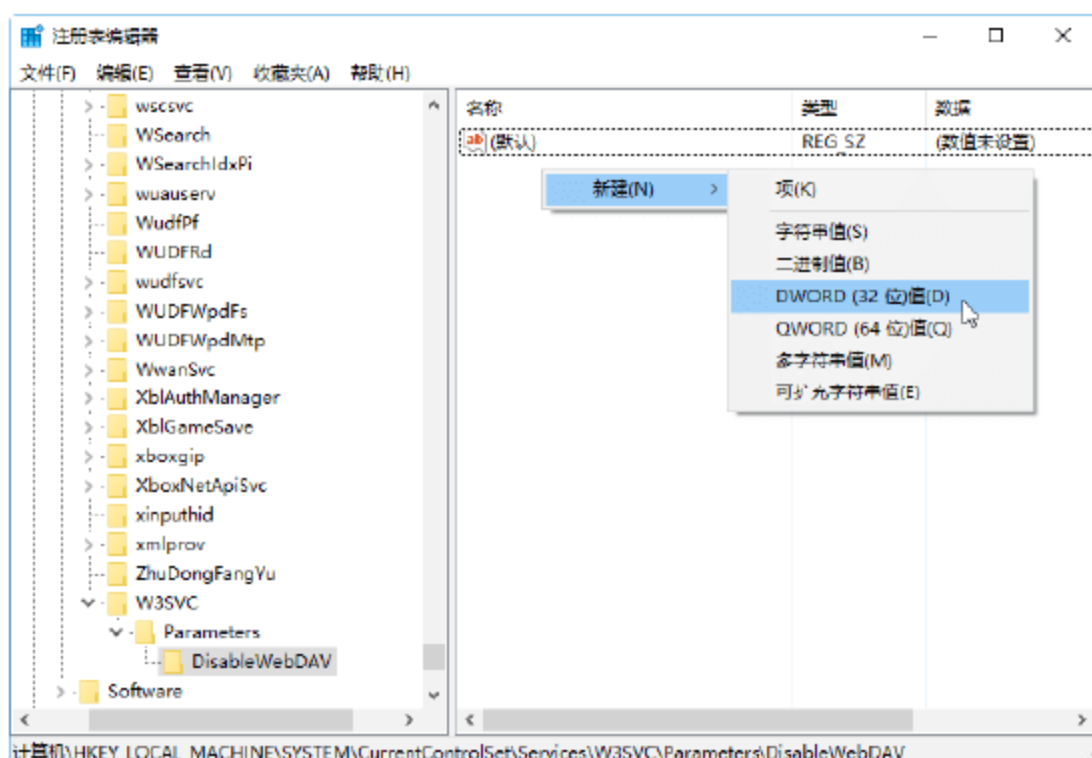 注册表编辑器
文件(F) 编辑(E) 查看(V) 收藏夹(A) 帮助(H)
wscsvc
WSearch
WSearchIdxPi
wuauserv
WudfPf
WUDFRd
wudfsvc
WUDFWpdFs
WUDFWpdMtp
WwanSvc
XblAuthManager
XblGameSave
xboxgip
XboxNetApiSvc
xinputhid
xmlprov
ZhuDongFangYu
W3SVC
Parameters
DisableWebDAV
Software
名称 类型 数据
ab (默认) REG_SZ (数值未设置)
新建(N)
项(K)
字符串值(S)
二进制值(B)
DWORD (32 位)值(D)
QWORD (64 位)值(Q)
多字符串值(M)
可扩充字符串值(E)
计算机\HKEY_LOCAL_MACHINE\SYSTEM\CurrentControlSet\Services\W3SVC\Parameters\DisableWebDAV